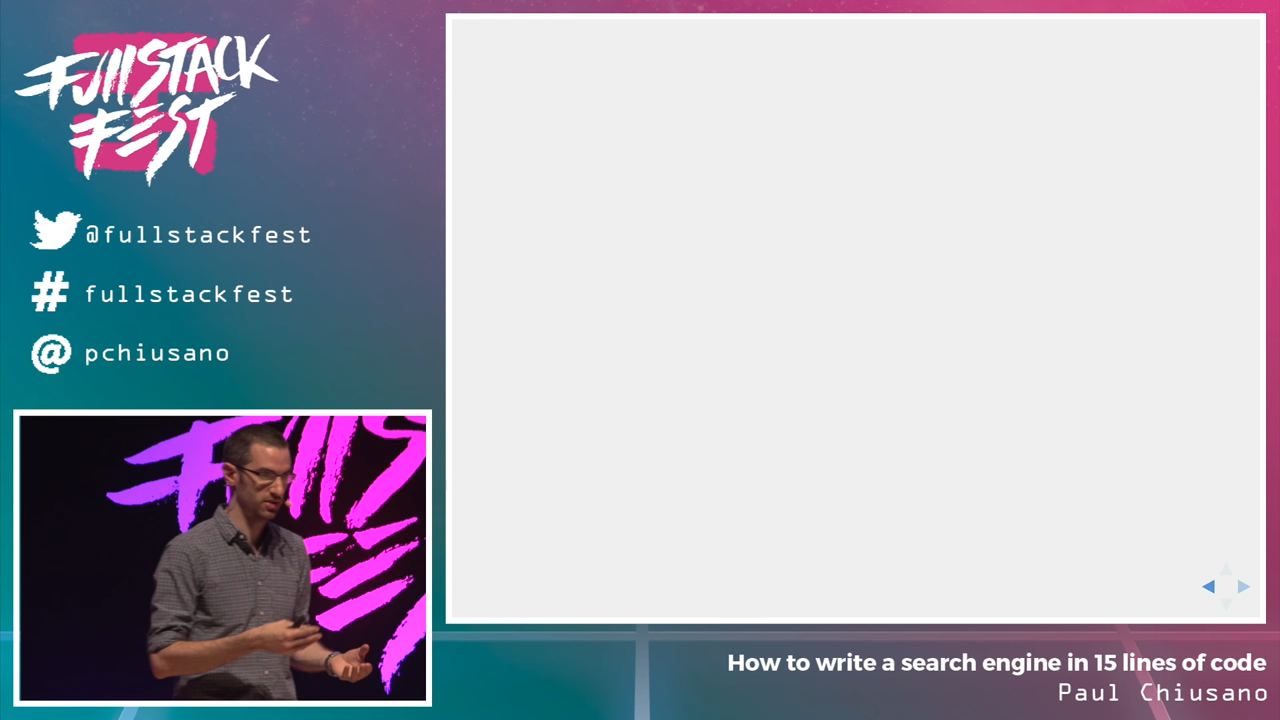 FullStack
Fest
@fullstackfest
# fullstackfest
@ pchiusano
How to write a search engine in 15 lines of code
Paul Chiusano